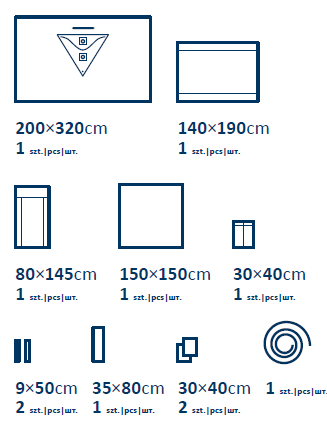 200×320cm 140×190cm
1 szt.|pcs|шт. 1 szt.|pcs|шт.
80×145cm 150×150cm 30×40cm
1 szt.|pcs|шт. 1 szt.|pcs|шт. 1 szt.|pcs|шт.
9×50cm 35×80cm 30×40cm 1 szt.|pcs|шт.
2 szt.|pcs|шт. 1 szt.|pcs|шт. 2 szt.|pcs|шт.